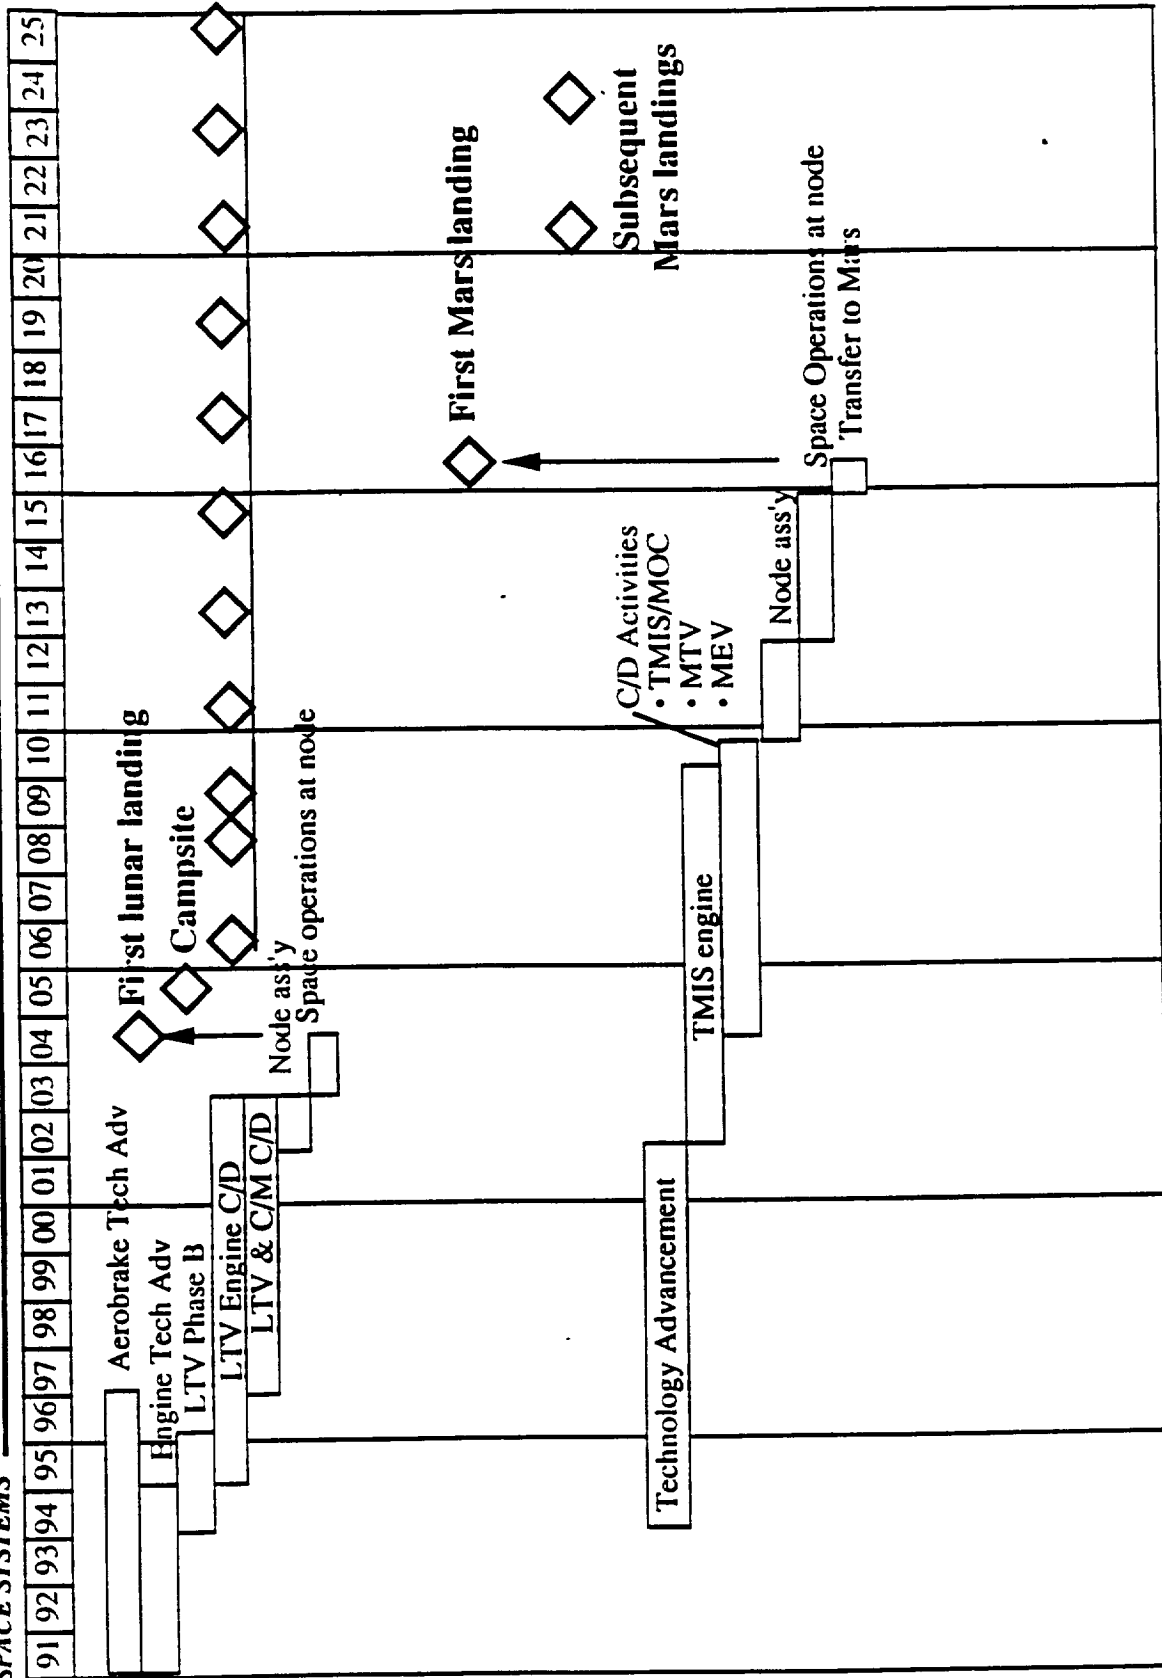 SPACE SYSTEMS
91 92 93 94 95 96 97 98 99 00 01 02 03 04 05 06 07 08 09 10 11 12 13 14 15 16 17 18 19 20 21 22 23 24 25
Aerobrake Tech Adv
First lunar landing
Engine Tech Adv
Campsite
LTV Phase B
LTV Engine C/D
LTV & C/M C/D
Node ass'y
Space operations at node
First Mars landing
Subsequent
Mars landings
Technology Advancement
TMIS engine
C/D Activities
• TMIS/MOC
• MTV
• MEV
Node ass'y
Space Operations at node
Transfer to Mars